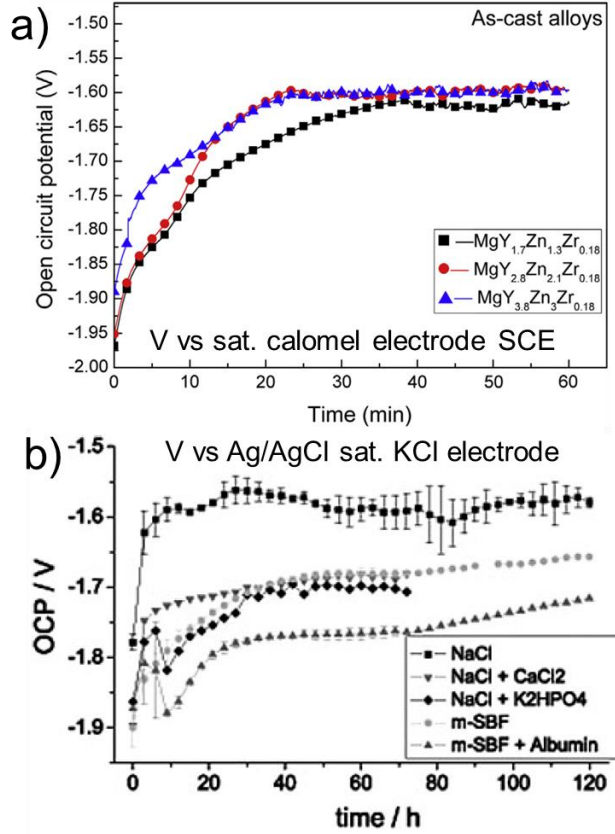 a)
As-cast alloys
-1.50
-1.55
-1.60
-1.65
-1.70
-1.75
-1.80
-1.85
-1.90
-1.95
-2.00
Open circuit potential (V)
MgY1.7Zn1.3Zr0.18
MgY2.8Zn2.1Zr0.18
MgY3.8Zn3Zr0.18
V vs sat. calomel electrode SCE
0 10 20 30 40 50 60
Time (min)
b)
V vs Ag/AgCl sat. KCl electrode
-1.5
-1.6
-1.7
-1.8
-1.9
OCP / V
NaCl
NaCl + CaCl2
NaCl + K2HPO4
m-SBF
m-SBF + Albumin
0 20 40 60 80 100 120
time / h